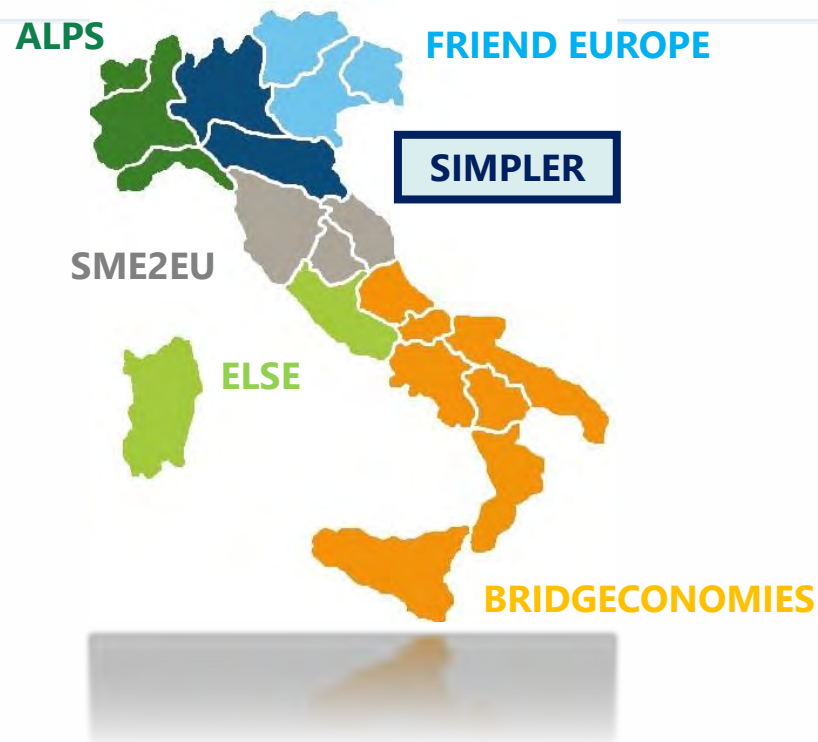 ALPS
FRIEND EUROPE
SIMPLER
SME2EU
ELSE
BRIDGECONOMIES